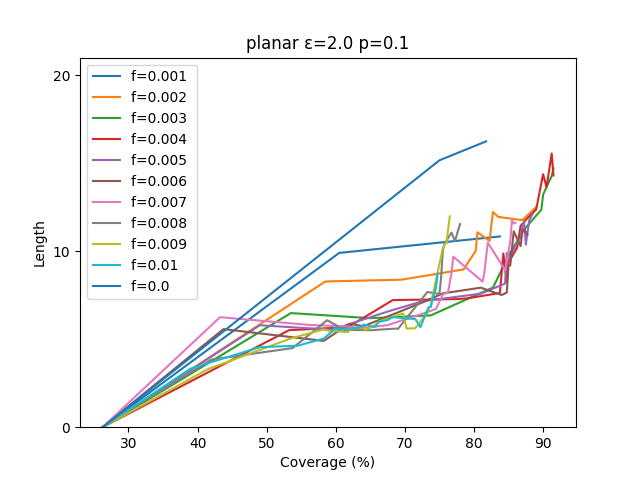 planar ε=2.0 p=0.1
20
10
0
Length
f=0.001
f=0.002
f=0.003
f=0.004
f=0.005
f=0.006
f=0.007
f=0.008
f=0.009
f=0.01
f=0.0
30 40 50 60 70 80 90
Coverage (%)